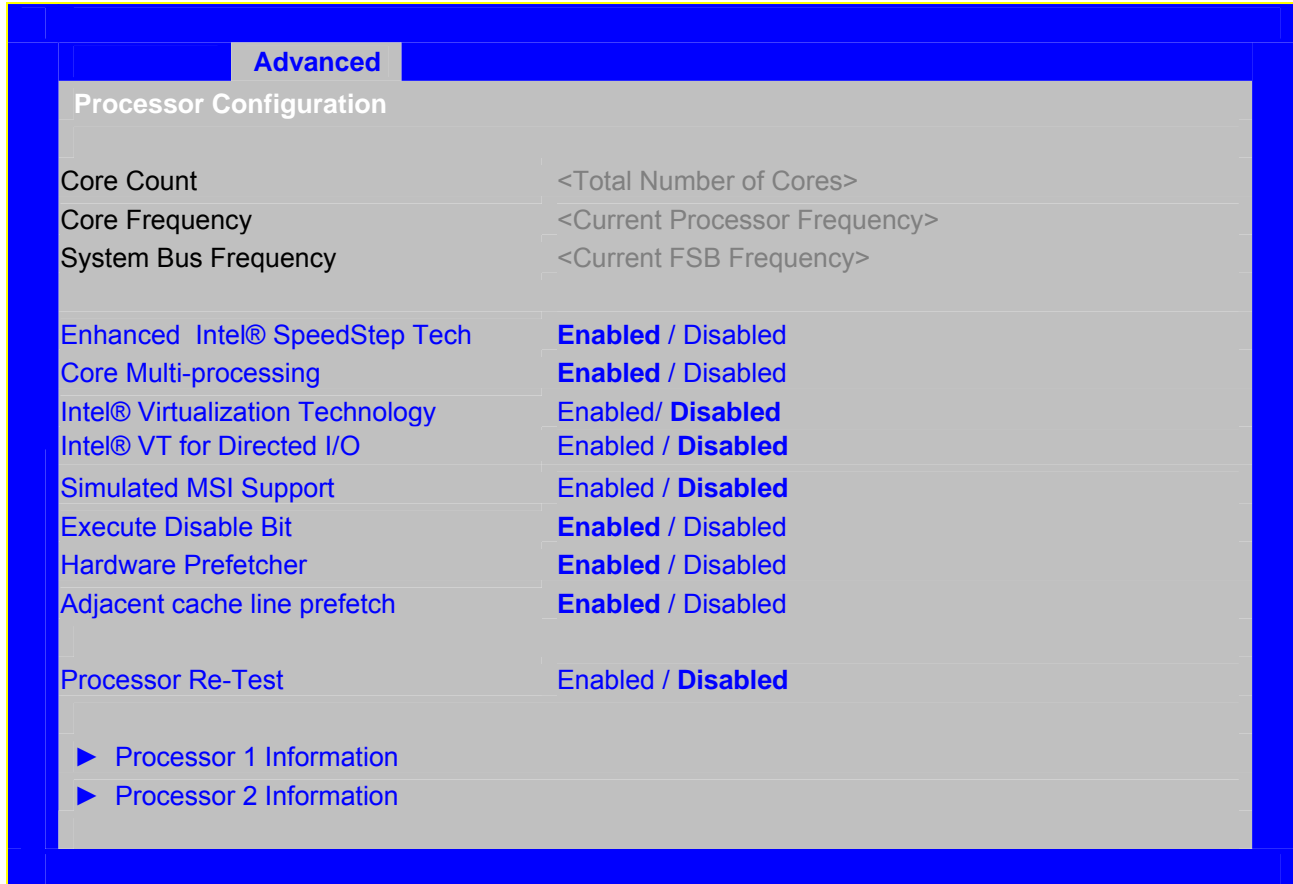 Advanced
Processor Configuration
Core Count <Total Number of Cores>
Core Frequency <Current Processor Frequency>
System Bus Frequency <Current FSB Frequency>
Enhanced Intel® SpeedStep Tech Enabled / Disabled
Core Multi-processing Enabled / Disabled
Intel® Virtualization Technology Enabled/ Disabled
Intel® VT for Directed I/O Enabled / Disabled
Simulated MSI Support Enabled / Disabled
Execute Disable Bit Enabled / Disabled
Hardware Prefetcher Enabled / Disabled
Adjacent cache line prefetch Enabled / Disabled
Processor Re-Test Enabled / Disabled
► Processor 1 Information
► Processor 2 Information